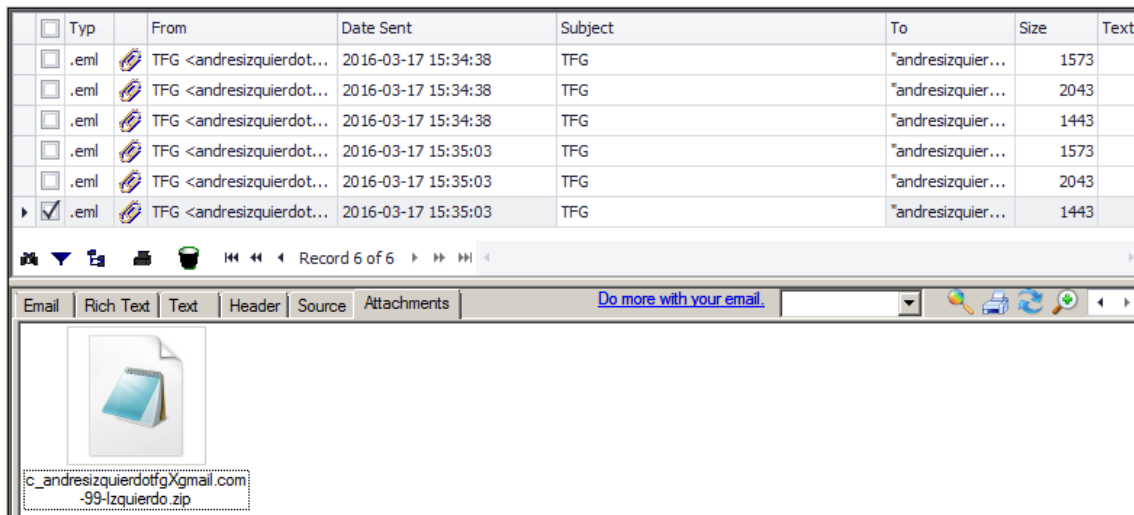 Typ From Date Sent Subject To Size Text
.eml TFG <andresizquierdot... 2016-03-17 15:34:38 TFG "andresizquier... 1573
.eml TFG <andresizquierdot... 2016-03-17 15:34:38 TFG "andresizquier... 2043
.eml TFG <andresizquierdot... 2016-03-17 15:34:38 TFG "andresizquier... 1443
.eml TFG <andresizquierdot... 2016-03-17 15:35:03 TFG "andresizquier... 1573
.eml TFG <andresizquierdot... 2016-03-17 15:35:03 TFG "andresizquier... 2043
.eml TFG <andresizquierdot... 2016-03-17 15:35:03 TFG "andresizquier... 1443
Record 6 of 6
Email Rich Text Text Header Source Attachments Do more with your email.
c_andresizquierdotfgXgmail.com
-99-Izquierdo.zip